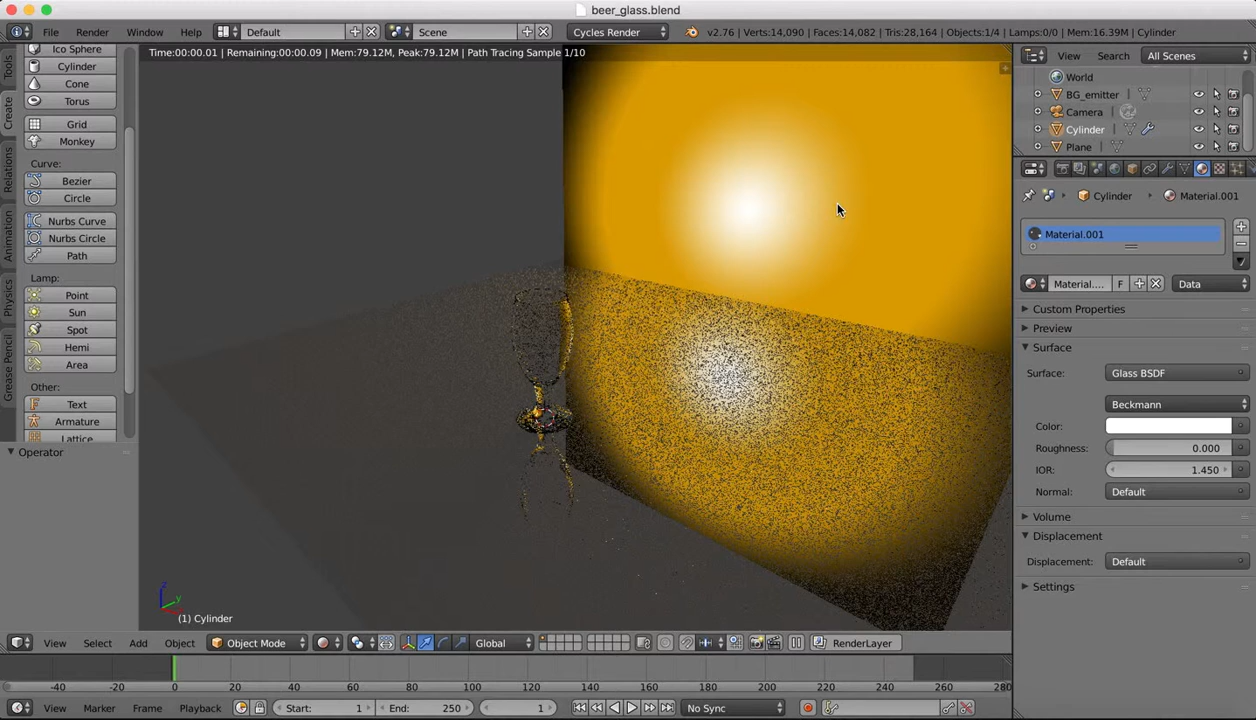 beer_glass.blend
File Render Window Help Default Scene Cycles Render v2.76 | Verts:14,090 | Faces:14,082 | Tris:28,164 | Objects:1/4 | Lamps:0/0 | Mem:16.39M | Cylinder
Time:00:00.01 | Remaining:00:00.09 | Mem:79.12M, Peak:79.12M | Path Tracing Sample 1/10
View Search All Scenes
World
BG_emitter
Camera
Cylinder
Plane
Tools
Create
Relations
Animation
Physics
Grease Pencil
Ico Sphere
Cylinder
Cone
Torus
Grid
Monkey
Curve:
Bezier
Circle
Nurbs Curve
Nurbs Circle
Path
Lamp:
Point
Sun
Spot
Hemi
Area
Other:
Text
Armature
Lattice
Operator
z
y
(1) Cylinder
Cylinder Material.001
Material.001
Material.... F Data
Custom Properties
Preview
Surface
Surface: Glass BSDF
Beckmann
Color:
Roughness: 0.000
IOR: 1.450
Normal: Default
Volume
Displacement
Displacement: Default
Settings
View Select Add Object Object Mode Global RenderLayer
-40 -20 0 20 40 60 80 100 120 140 160 180 200 220 240 260 280
View Marker Frame Playback Start: 1 End: 250 1 No Sync